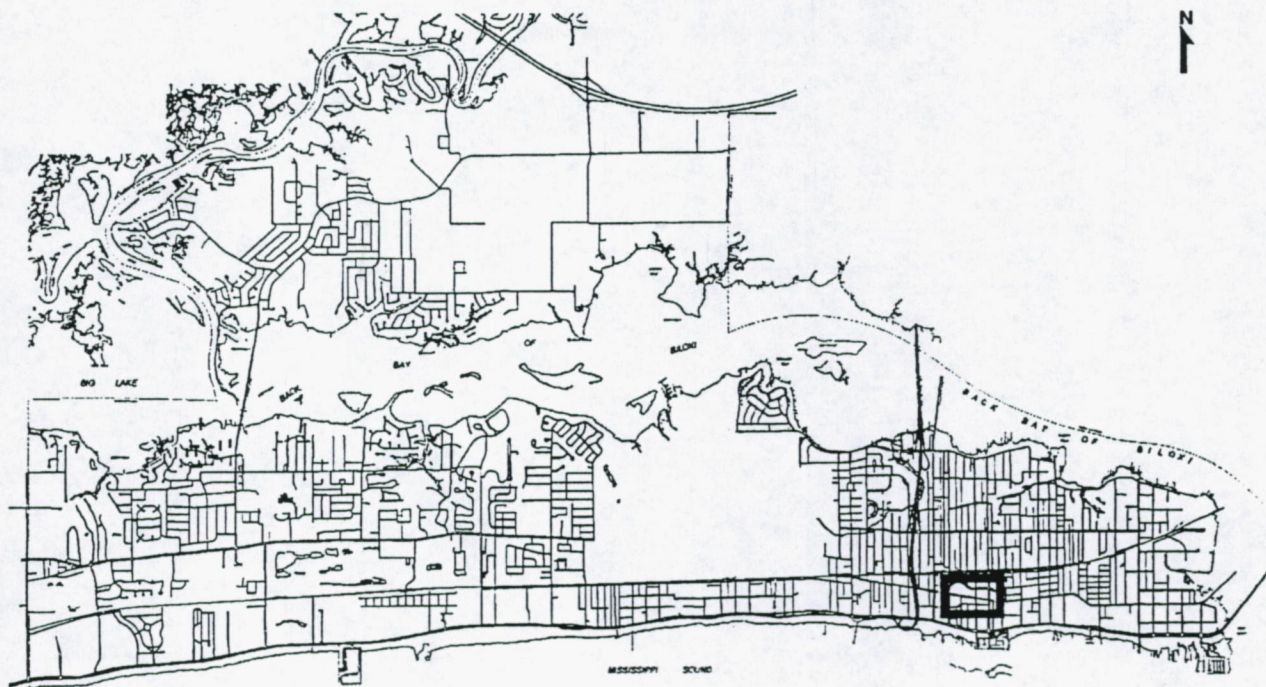 N
BIG LAKE
BACK
BAY
OF
BILOXI
BACK BAY OF BILOXI
MISSISSIPPI SOUND